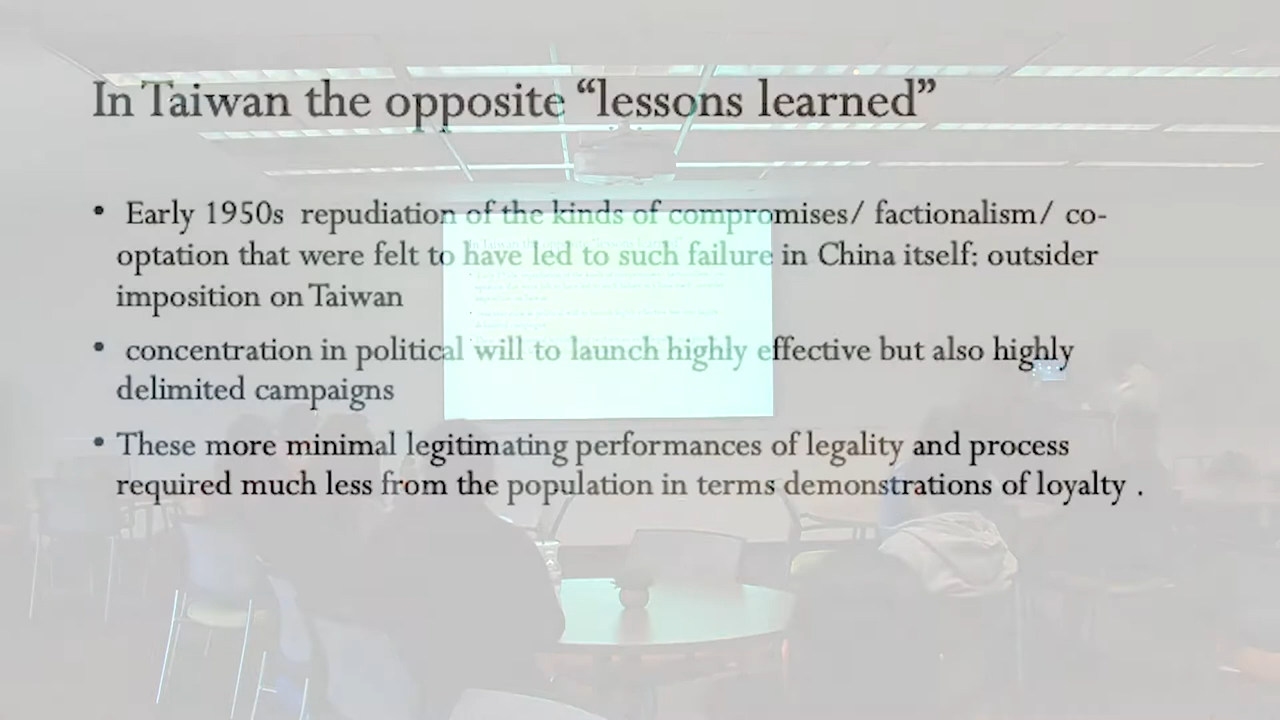 In Taiwan the opposite “lessons learned”
• Early 1950s repudiation of the kinds of compromises/ factionalism/ co-
optation that were felt to have led to such failure in China itself: outsider
imposition on Taiwan
• concentration in political will to launch highly effective but also highly
delimited campaigns
• These more minimal legitimating performances of legality and process
required much less from the population in terms demonstrations of loyalty .